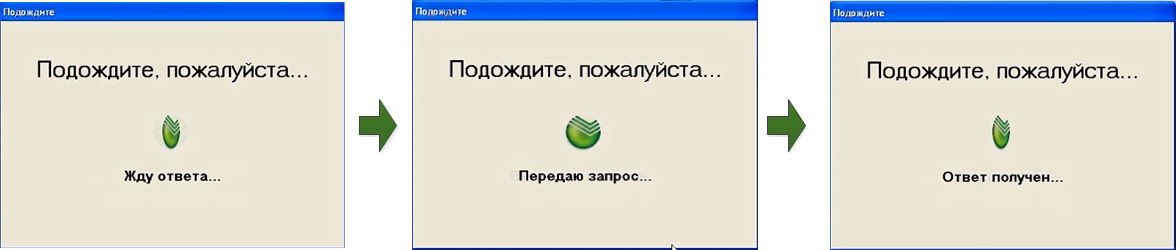 Подождите
Подождите, пожалуйста...
Жду ответа...
Подождите
Подождите, пожалуйста...
Передаю запрос...
Подождите
Подождите, пожалуйста...
Ответ получен...